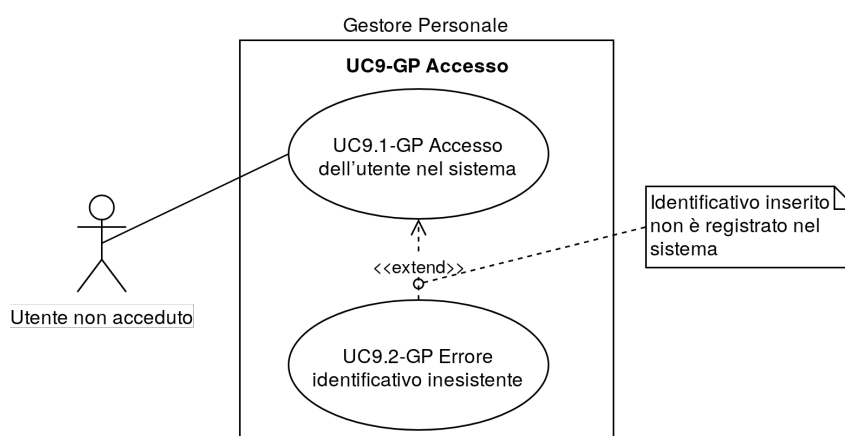 Gestore Personale
UC9-GP Accesso
UC9.1-GP Accesso
dell'utente nel sistema
Identificativo inserito
non è registrato nel
sistema
<<extend>>
Utente non acceduto
UC9.2-GP Errore
identificativo inesistente